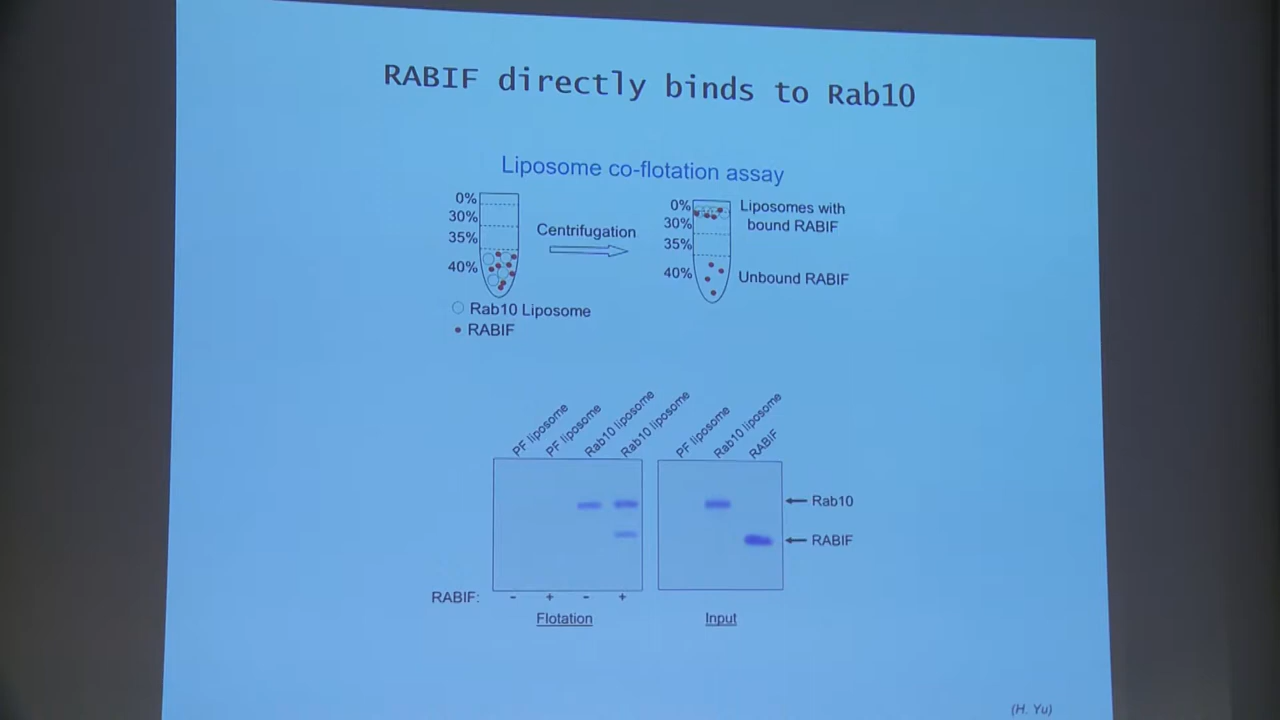 RABIF directly binds to Rab10
Liposome co-flotation assay
0%
30%
35%
40%
Centrifugation
0%
30%
35%
40%
Liposomes with
bound RABIF
Unbound RABIF
Rab10 Liposome
RABIF
PF liposome
PF liposome
Rab10 liposome
Rab10 liposome
PF liposome
Rab10 liposome
RABIF
Rab10
RABIF
RABIF: - + - +
Flotation
Input
(H. Yu)